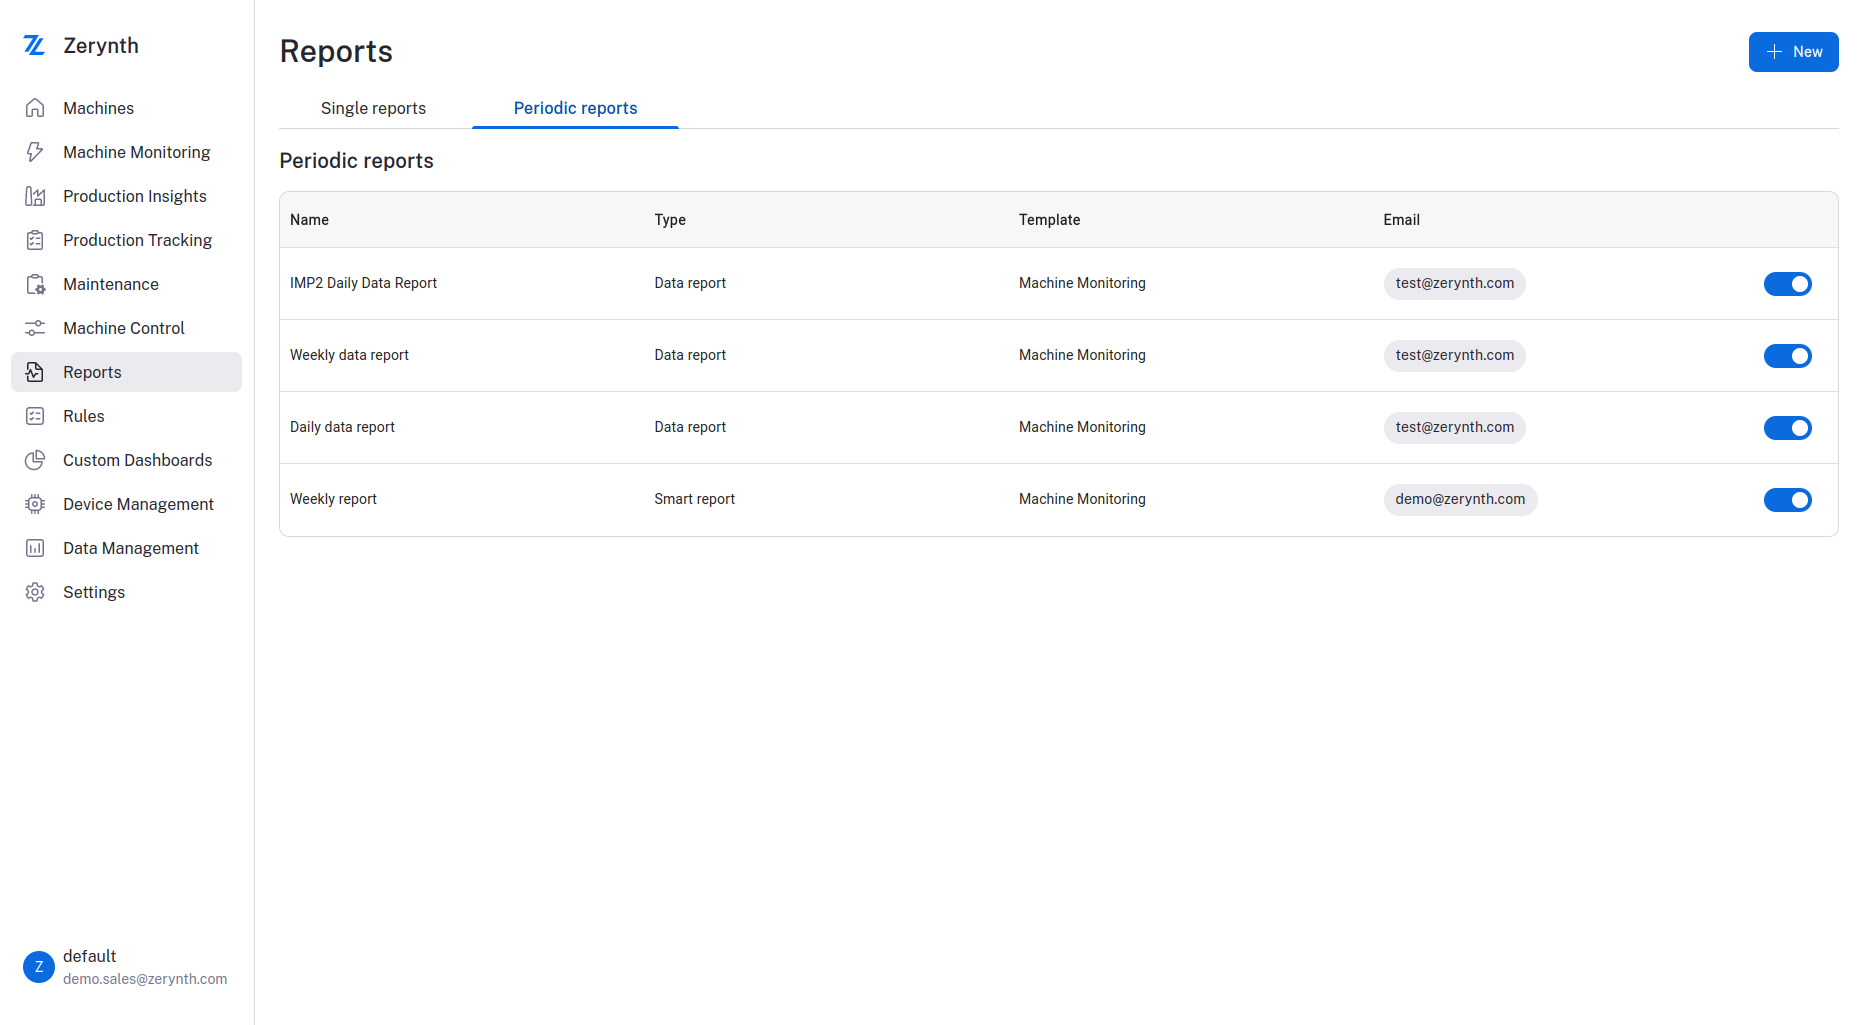 Zerynth
Machines
Machine Monitoring
Production Insights
Production Tracking
Maintenance
Machine Control
Reports
Rules
Custom Dashboards
Device Management
Data Management
Settings
Z
default
demo.sales@zerynth.com
Reports
New
Single reports Periodic reports
Periodic reports
Name Type Template Email
IMP2 Daily Data Report Data report Machine Monitoring test@zerynth.com
Weekly data report Data report Machine Monitoring test@zerynth.com
Daily data report Data report Machine Monitoring test@zerynth.com
Weekly report Smart report Machine Monitoring demo@zerynth.com